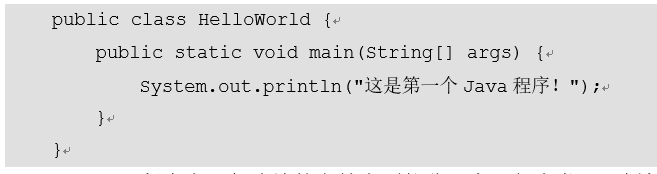 public class HelloWorld {
public static void main(String[] args) {
System.out.println("这是第一个 Java 程序！");
}
}